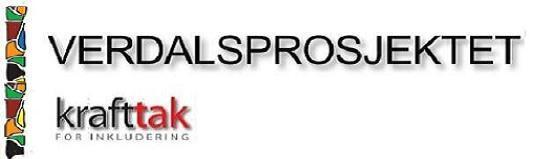 VERDALSPROSJEKTET
krafttak
FOR INKLUDERING